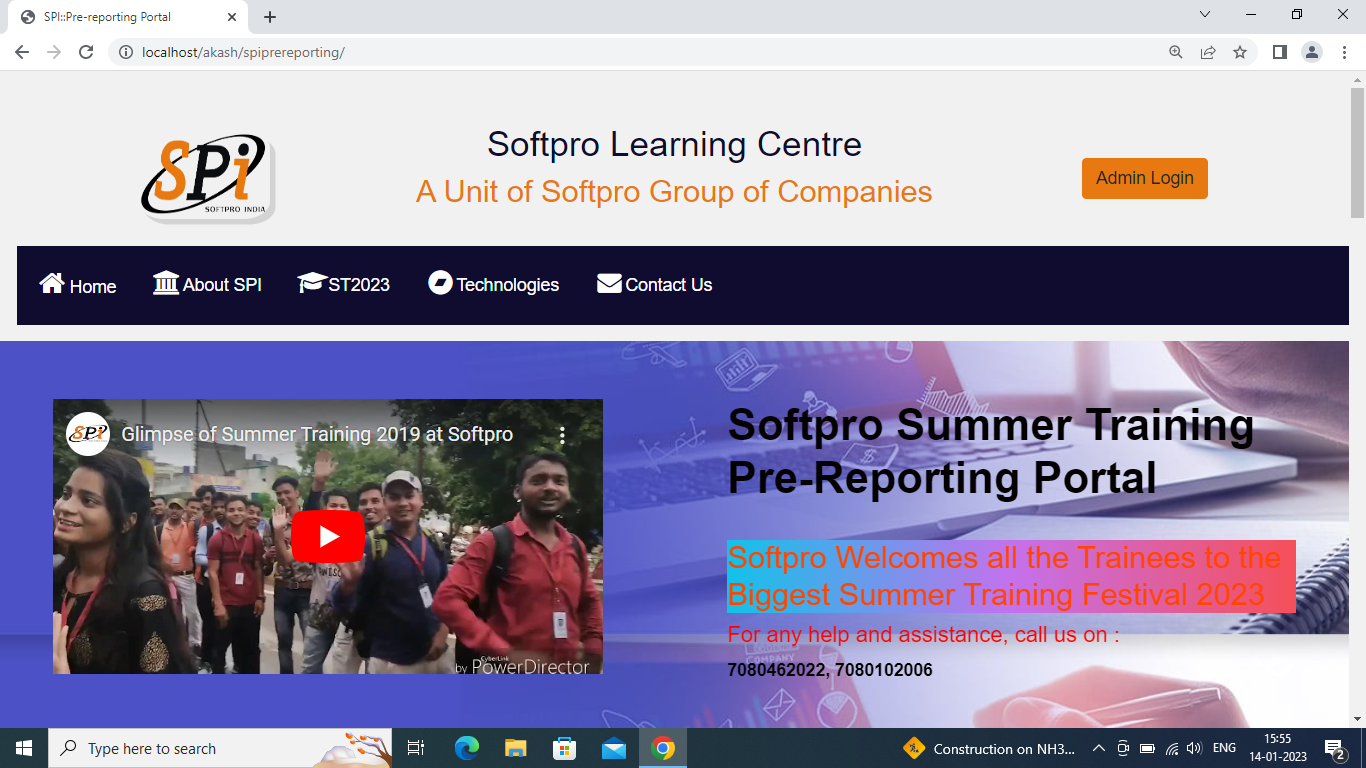 SPI::Pre-reporting Portal
localhost/akash/spiprereporting/
SPi
SOFTPRO INDIA
Softpro Learning Centre
A Unit of Softpro Group of Companies
Admin Login
Home
About SPI
ST2023
Technologies
Contact Us
SPi
Glimpse of Summer Training 2019 at Softpro
by CyberLink PowerDirector
Softpro Summer Training
Pre-Reporting Portal
Softpro Welcomes all the Trainees to the
Biggest Summer Training Festival 2023
For any help and assistance, call us on :
7080462022, 7080102006
Type here to search
Construction on NH3...
ENG
15:55
14-01-2023
2